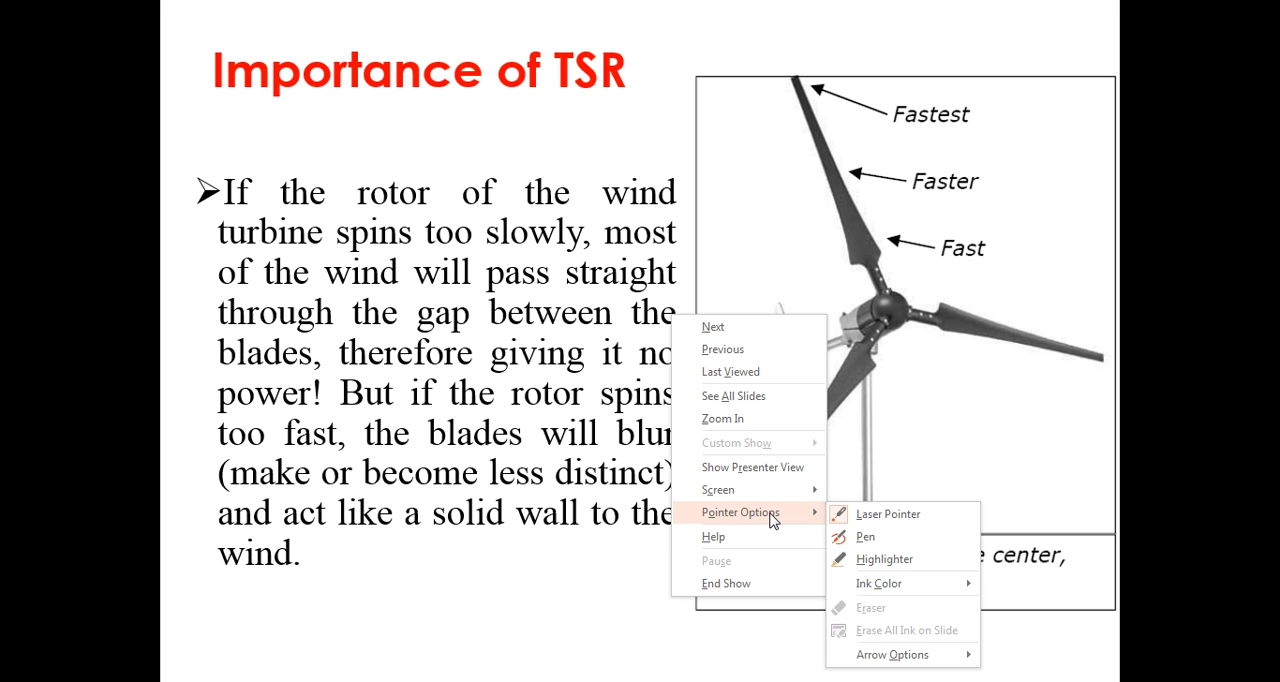 Importance of TSR
Fastest
Faster
Fast
➢If the rotor of the wind
turbine spins too slowly, most
of the wind will pass straight
through the gap between the
blades, therefore giving it no
power! But if the rotor spins
too fast, the blades will blur
(make or become less distinct)
and act like a solid wall to the
wind.
Next
Previous
Last Viewed
See All Slides
Zoom In
Custom Show
Show Presenter View
Screen
Pointer Options
Help
Pause
End Show
Laser Pointer
Pen
Highlighter
Ink Color
Eraser
Erase All Ink on Slide
Arrow Options
center,